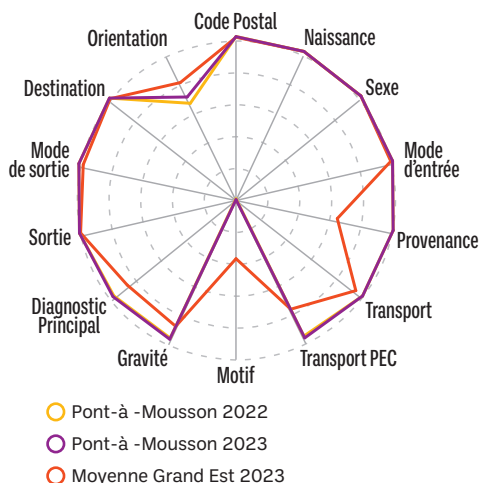 Code Postal
Naissance
Sexe
Mode
d'entrée
Provenance
Transport
Transport PEC
Motif
Gravité
Diagnostic
Principal
Sortie
Mode
de sortie
Destination
Orientation
Pont-à -Mousson 2022
Pont-à -Mousson 2023
Moyenne Grand Est 2023